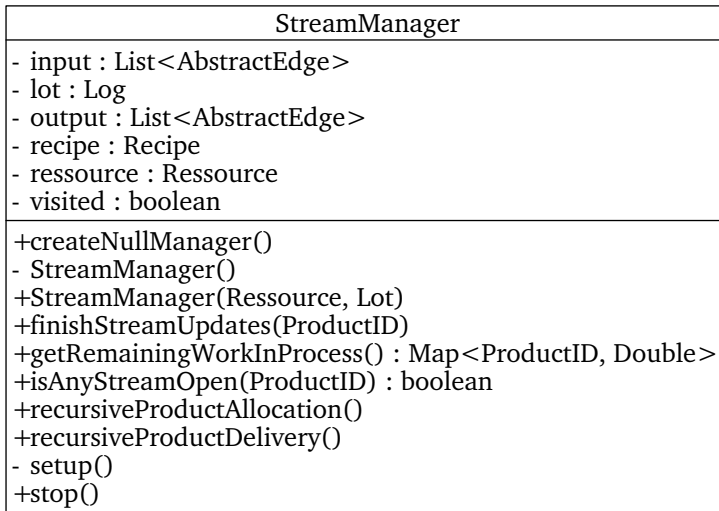 StreamManager
- input : List<AbstractEdge>
- lot : Log
- output : List<AbstractEdge>
- recipe : Recipe
- ressource : Ressource
- visited : boolean
+createNullManager()
- StreamManager()
+StreamManager(Ressource, Lot)
+finishStreamUpdates(ProductID)
+getRemainingWorkInProcess() : Map<ProductID, Double>
+isAnyStreamOpen(ProductID) : boolean
+recursiveProductAllocation()
+recursiveProductDelivery()
- setup()
+stop()